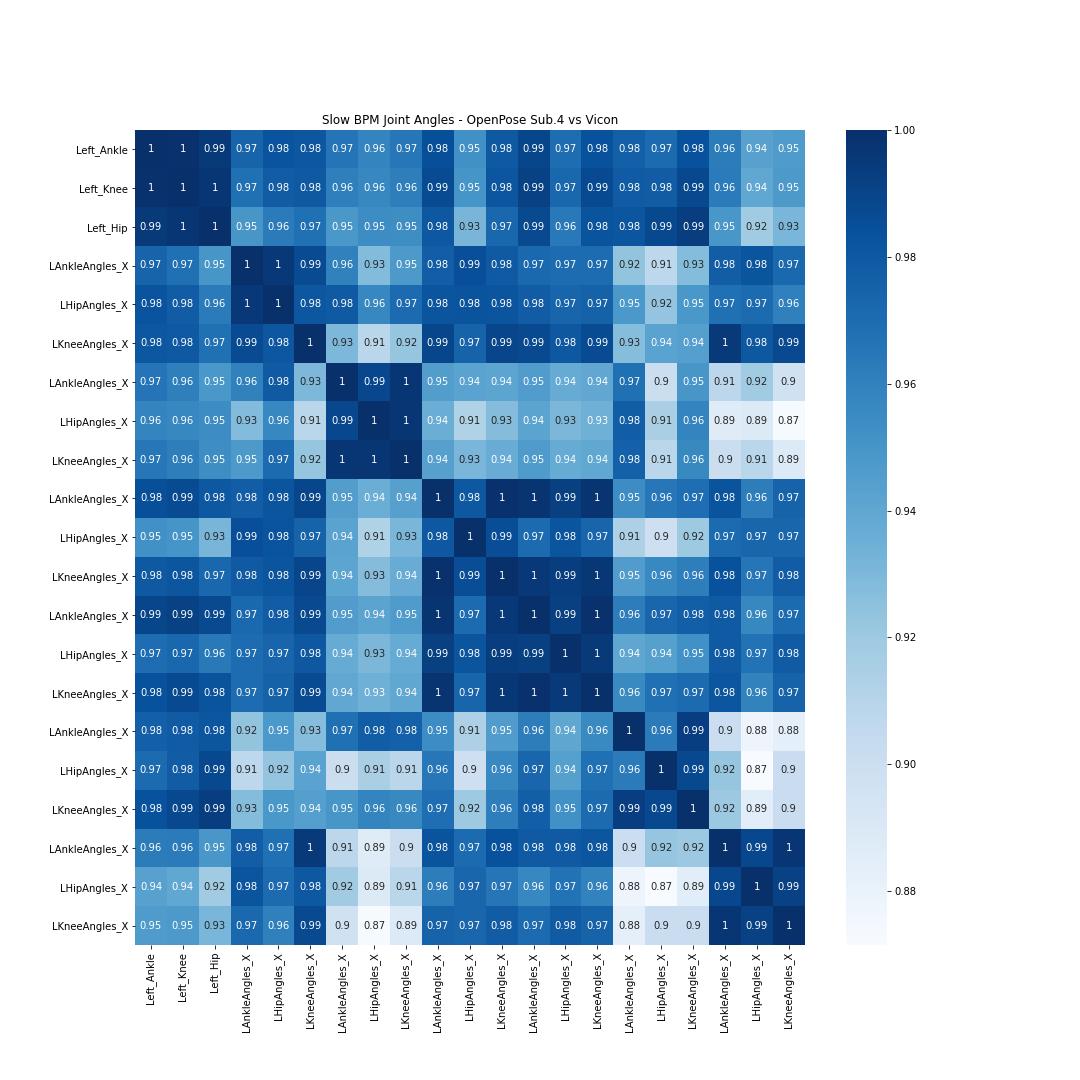 Slow BPM Joint Angles - OpenPose Sub.4 vs Vicon
Left_Ankle 1 1 0.99 0.97 0.98 0.98 0.97 0.96 0.97 0.98 0.95 0.98 0.99 0.97 0.98 0.98 0.97 0.98 0.96 0.94 0.95
Left_Knee 1 1 1 0.97 0.98 0.98 0.96 0.96 0.96 0.99 0.95 0.98 0.99 0.97 0.99 0.98 0.98 0.99 0.96 0.94 0.95
Left_Hip 0.99 1 1 0.95 0.96 0.97 0.95 0.95 0.95 0.98 0.93 0.97 0.99 0.96 0.98 0.98 0.99 0.99 0.95 0.92 0.93
LAnkleAngles_X 0.97 0.97 0.95 1 1 0.99 0.96 0.93 0.95 0.98 0.99 0.98 0.97 0.97 0.97 0.92 0.91 0.93 0.98 0.98 0.97
LHipAngles_X 0.98 0.98 0.96 1 1 0.98 0.98 0.96 0.97 0.98 0.98 0.98 0.98 0.97 0.97 0.95 0.92 0.95 0.97 0.97 0.96
LKneeAngles_X 0.98 0.98 0.97 0.99 0.98 1 0.93 0.91 0.92 0.99 0.97 0.99 0.99 0.98 0.99 0.93 0.94 0.94 1 0.98 0.99
LAnkleAngles_X 0.97 0.96 0.95 0.96 0.98 0.93 1 0.99 1 0.95 0.94 0.94 0.95 0.94 0.94 0.97 0.9 0.95 0.91 0.92 0.9
LHipAngles_X 0.96 0.96 0.95 0.93 0.96 0.91 0.99 1 1 0.94 0.91 0.93 0.94 0.93 0.93 0.98 0.91 0.96 0.89 0.89 0.87
LKneeAngles_X 0.97 0.96 0.95 0.95 0.97 0.92 1 1 1 0.94 0.93 0.94 0.95 0.94 0.94 0.98 0.91 0.96 0.9 0.91 0.89
LAnkleAngles_X 0.98 0.99 0.98 0.98 0.98 0.99 0.95 0.94 0.94 1 0.98 1 1 0.99 1 0.95 0.96 0.97 0.98 0.96 0.97
LHipAngles_X 0.95 0.95 0.93 0.99 0.98 0.97 0.94 0.91 0.93 0.98 1 0.99 0.97 0.98 0.97 0.91 0.9 0.92 0.97 0.97 0.97
LKneeAngles_X 0.98 0.98 0.97 0.98 0.98 0.99 0.94 0.93 0.94 1 0.99 1 1 0.99 1 0.95 0.96 0.96 0.98 0.97 0.98
LAnkleAngles_X 0.99 0.99 0.99 0.97 0.98 0.99 0.95 0.94 0.95 1 0.97 1 1 0.99 1 0.96 0.97 0.98 0.98 0.96 0.97
LHipAngles_X 0.97 0.97 0.96 0.97 0.97 0.98 0.94 0.93 0.94 0.99 0.98 0.99 0.99 1 1 0.94 0.94 0.95 0.98 0.97 0.98
LKneeAngles_X 0.98 0.99 0.98 0.97 0.97 0.99 0.94 0.93 0.94 1 0.97 1 1 1 1 0.96 0.97 0.97 0.98 0.96 0.97
LAnkleAngles_X 0.98 0.98 0.98 0.92 0.95 0.93 0.97 0.98 0.98 0.95 0.91 0.95 0.96 0.94 0.96 1 0.96 0.99 0.9 0.88 0.88
LHipAngles_X 0.97 0.98 0.99 0.91 0.92 0.94 0.9 0.91 0.91 0.96 0.9 0.96 0.97 0.94 0.97 0.96 1 0.99 0.92 0.87 0.9
LKneeAngles_X 0.98 0.99 0.99 0.93 0.95 0.94 0.95 0.96 0.96 0.97 0.92 0.96 0.98 0.95 0.97 0.99 0.99 1 0.92 0.89 0.9
LAnkleAngles_X 0.96 0.96 0.95 0.98 0.97 1 0.91 0.89 0.9 0.98 0.97 0.98 0.98 0.98 0.98 0.9 0.92 0.92 1 0.99 1
LHipAngles_X 0.94 0.94 0.92 0.98 0.97 0.98 0.92 0.89 0.91 0.96 0.97 0.97 0.96 0.97 0.96 0.88 0.87 0.89 0.99 1 0.99
LKneeAngles_X 0.95 0.95 0.93 0.97 0.96 0.99 0.9 0.87 0.89 0.97 0.97 0.98 0.97 0.98 0.97 0.88 0.9 0.9 1 0.99 1
Left_Ankle
Left_Knee
Left_Hip
LAnkleAngles_X
LHipAngles_X
LKneeAngles_X
LAnkleAngles_X
LHipAngles_X
LKneeAngles_X
LAnkleAngles_X
LHipAngles_X
LKneeAngles_X
LAnkleAngles_X
LHipAngles_X
LKneeAngles_X
LAnkleAngles_X
LHipAngles_X
LKneeAngles_X
LAnkleAngles_X
LHipAngles_X
LKneeAngles_X
1.00
0.98
0.96
0.94
0.92
0.90
0.88